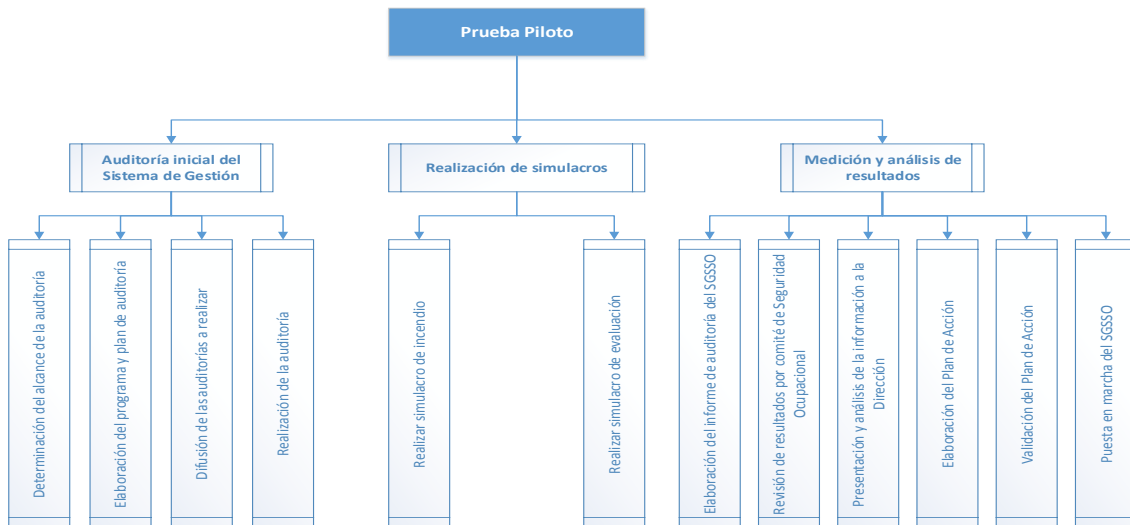 Prueba Piloto
Auditoría inicial del
Sistema de Gestión
Realización de simulacros
Medición y análisis de
resultados
Determinación del alcance de la auditoría
Elaboración del programa y plan de auditoría
Difusión de las auditorías a realizar
Realización de la auditoría
Realizar simulacro de incendio
Realizar simulacro de evaluación
Elaboración del informe de auditoría del SGSSO
Revisión de resultados por comité de Seguridad
Ocupacional
Presentación y análisis de la información a la
Dirección
Elaboración del Plan de Acción
Validación del Plan de Acción
Puesta en marcha del SGSSO